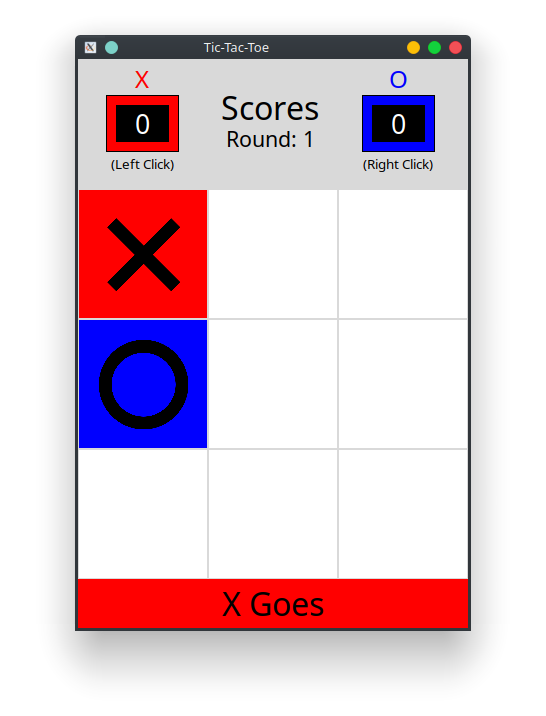 Tic-Tac-Toe
X
O
0
Scores
0
Round: 1
(Left Click)
(Right Click)
X Goes